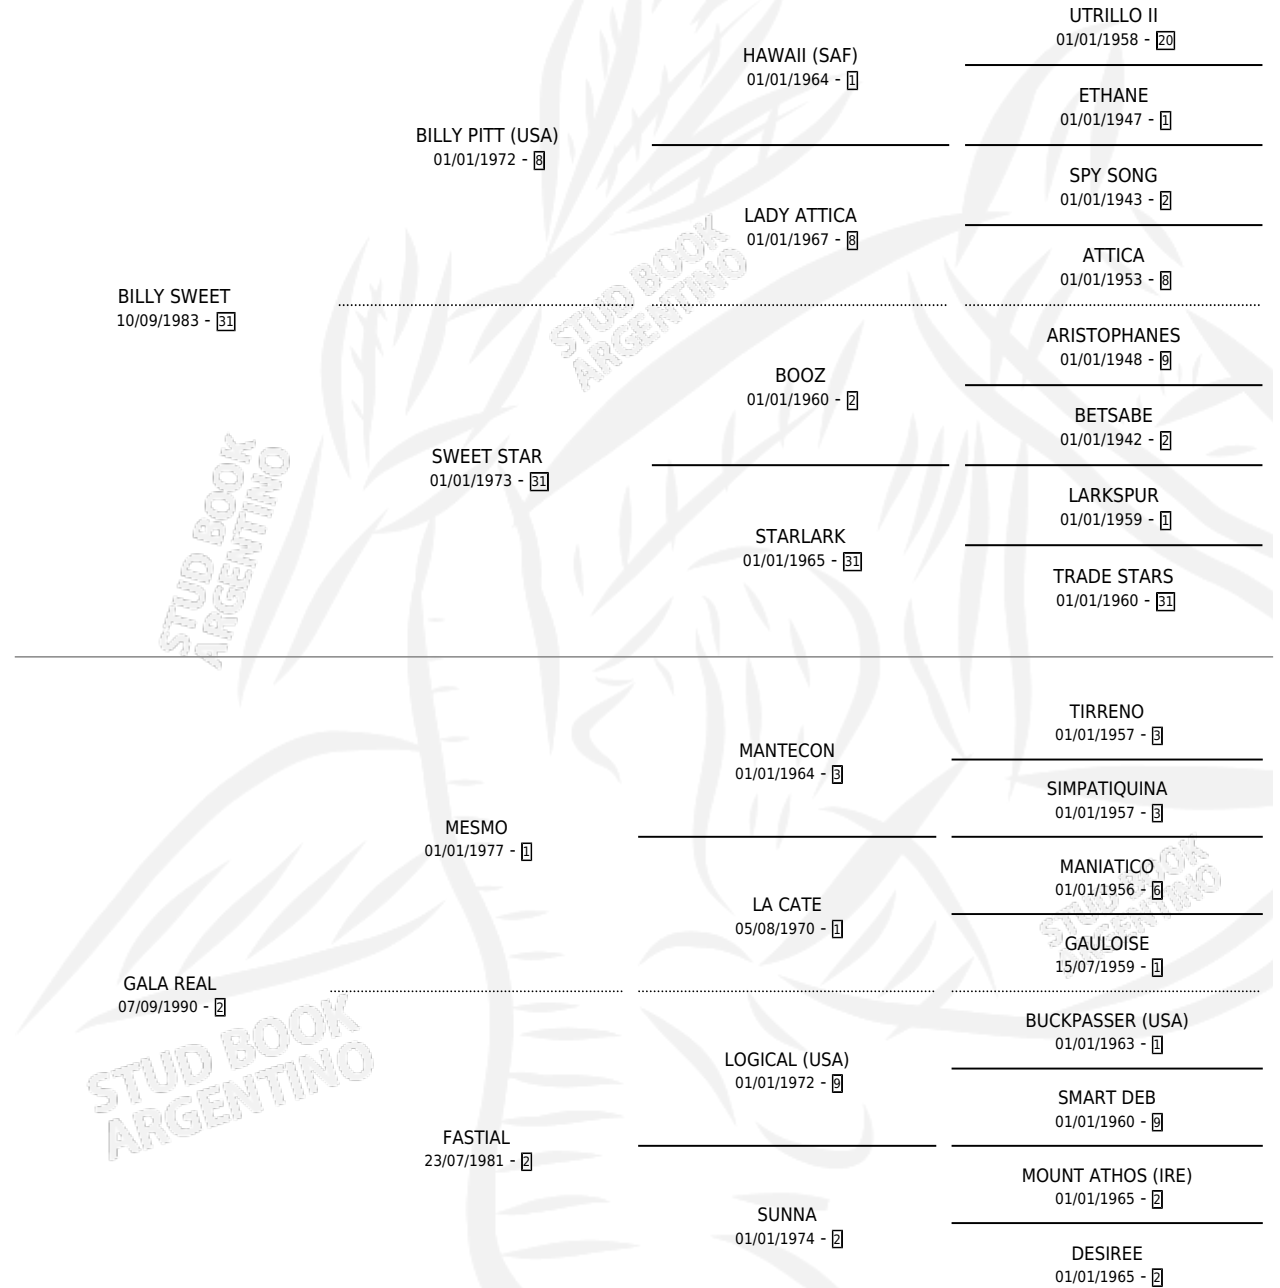 UTRILLO II
01/01/1958 - 20
HAWAII (SAF)
01/01/1964 - 1
ETHANE
01/01/1947 - 1
BILLY PITT (USA)
01/01/1972 - 8
SPY SONG
01/01/1943 - 2
LADY ATTICA
01/01/1967 - 8
ATTICA
01/01/1953 - 8
BILLY SWEET
10/09/1983 - 31
ARISTOPHANES
01/01/1948 - 9
BOOZ
01/01/1960 - 2
BETSABE
01/01/1942 - 2
SWEET STAR
01/01/1973 - 31
LARKSPUR
01/01/1959 - 1
STARLARK
01/01/1965 - 31
TRADE STARS
01/01/1960 - 31
STUD BOOK
ARGENTINO
STUD BOOK
ARGENTINO
TIRRENO
01/01/1957 - 3
MANTECON
01/01/1964 - 3
SIMPATIQUINA
01/01/1957 - 3
MESMO
01/01/1977 - 1
MANIATICO
01/01/1956 - 6
LA CATE
05/08/1970 - 1
GAULOISE
15/07/1959 - 1
GALA REAL
07/09/1990 - 2
BUCKPASSER (USA)
01/01/1963 - 1
LOGICAL (USA)
01/01/1972 - 9
SMART DEB
01/01/1960 - 9
FASTIAL
23/07/1981 - 2
MOUNT ATHOS (IRE)
01/01/1965 - 2
SUNNA
01/01/1974 - 2
DESIREE
01/01/1965 - 2
STUD BOOK
ARGENTINO
STUD BOOK
ARGENTINO